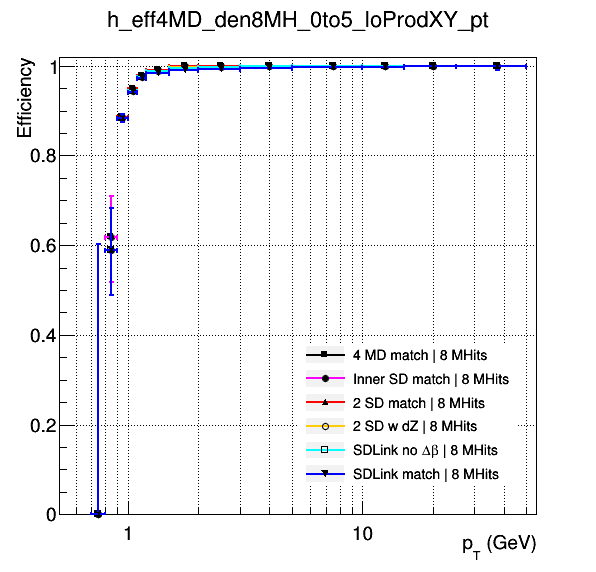 h_eff4MD_den8MH_0to5_loProdXY_pt
Efficiency
1
0.8
0.6
0.4
0.2
0
4 MD match | 8 MHits
Inner SD match | 8 MHits
2 SD match | 8 MHits
2 SD w dZ | 8 MHits
SDLink no Δβ | 8 MHits
SDLink match | 8 MHits
1
10
p_T (GeV)